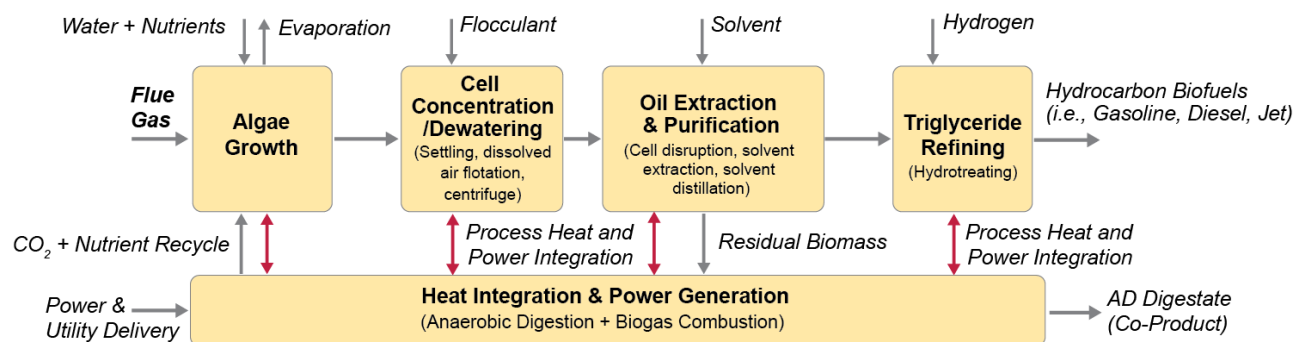 Water + Nutrients
Evaporation
Flocculant
Solvent
Hydrogen
Flue
Gas
Algae
Growth
Cell
Concentration
/Dewatering
(Settling, dissolved
air flotation,
centrifuge)
Oil Extraction
& Purification
(Cell disruption, solvent
extraction, solvent
distillation)
Triglyceride
Refining
(Hydrotreating)
Hydrocarbon Biofuels
(i.e., Gasoline, Diesel, Jet)
CO₂ + Nutrient Recycle
Process Heat and
Power Integration
Residual Biomass
Process Heat and
Power Integration
Power &
Utility Delivery
Heat Integration & Power Generation
(Anaerobic Digestion + Biogas Combustion)
AD Digestate
(Co-Product)